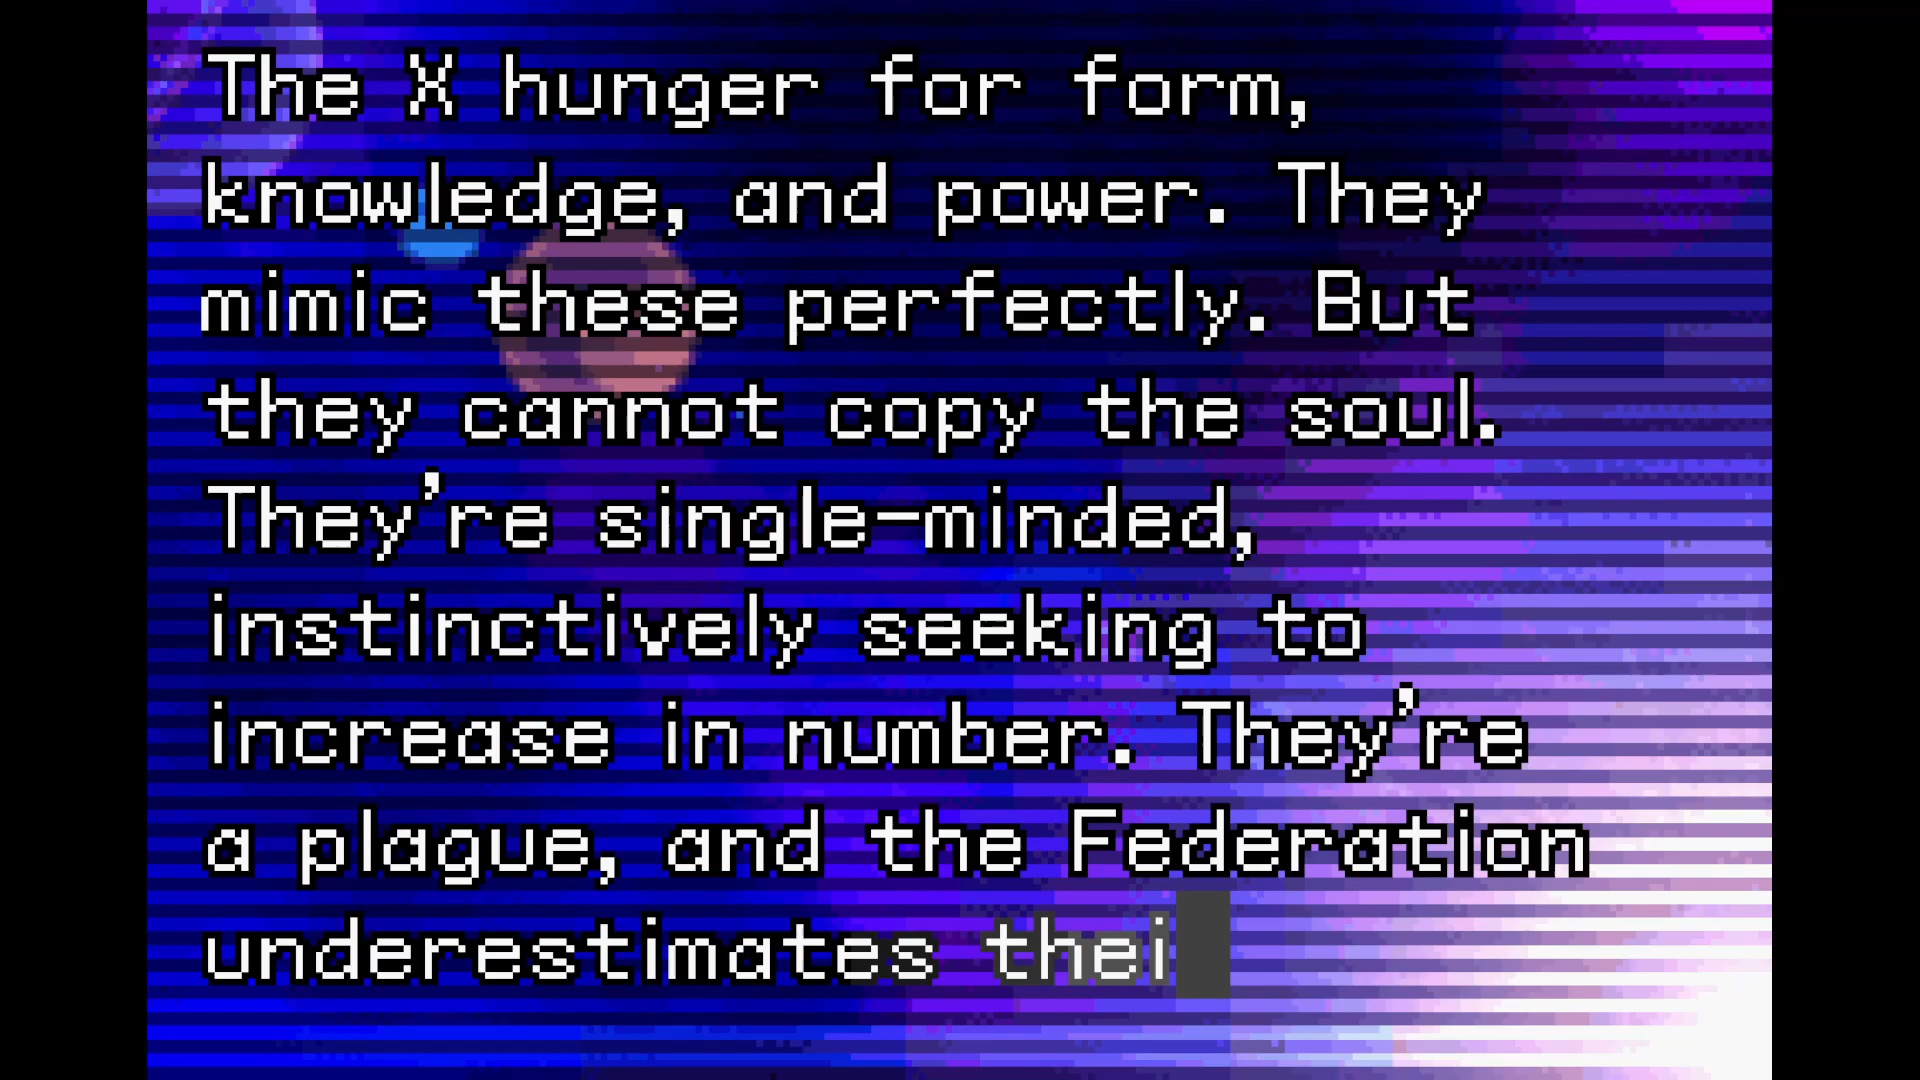 The X hunger for form,
knowledge, and power. They
mimic these perfectly. But
they cannot copy the soul.
They're single-minded,
instinctively seeking to
increase in number. They're
a plague, and the Federation
underestimates thei